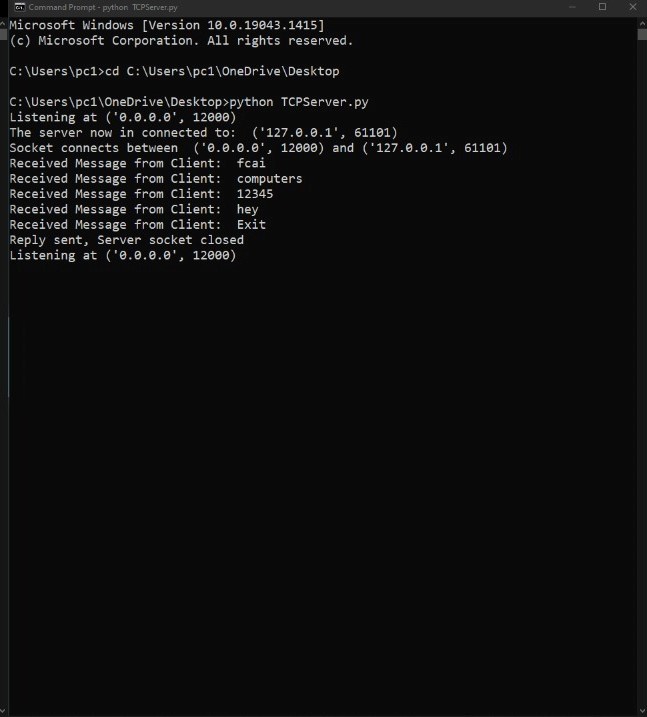 Command Prompt - python TCPServer.py
Microsoft Windows [Version 10.0.19043.1415]
(c) Microsoft Corporation. All rights reserved.
C:\Users\pc1>cd C:\Users\pc1\OneDrive\Desktop
C:\Users\pc1\OneDrive\Desktop>python TCPServer.py
Listening at ('0.0.0.0', 12000)
The server now in connected to:  ('127.0.0.1', 61101)
Socket connects between  ('0.0.0.0', 12000) and ('127.0.0.1', 61101)
Received Message from Client:  fcai
Received Message from Client:  computers
Received Message from Client:  12345
Received Message from Client:  hey
Received Message from Client:  Exit
Reply sent, Server socket closed
Listening at ('0.0.0.0', 12000)